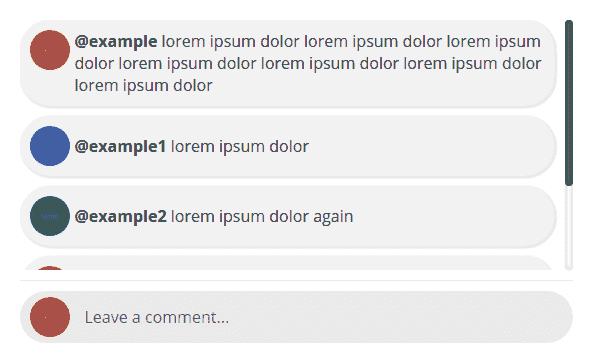 @example lorem ipsum dolor lorem ipsum dolor lorem ipsum
dolor lorem ipsum dolor lorem ipsum dolor lorem ipsum dolor
lorem ipsum dolor
@example1 lorem ipsum dolor
@example2 lorem ipsum dolor again
Leave a comment...